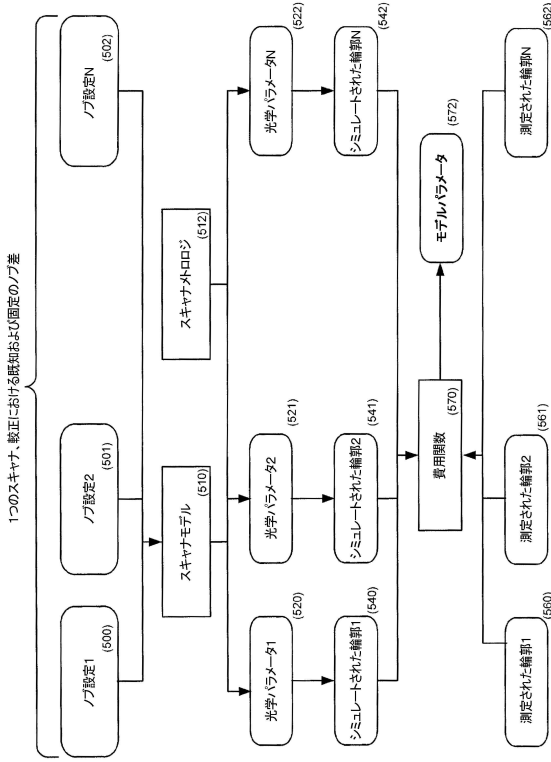 1つのスキャナ、較正における既知および固定のノブ差
ノブ設定1
(500)
ノブ設定2
(501)
ノブ設定N
(502)
スキャナモデル
(510)
スキャナメトロロジ
(512)
光学パラメータ1
(520)
光学パラメータ2
(521)
光学パラメータN
(522)
シミュレートされた輪郭1
(540)
シミュレートされた輪郭2
(541)
シミュレートされた輪郭N
(542)
費用関数
(570)
モデルパラメータ
(572)
測定された輪郭1
(560)
測定された輪郭2
(561)
測定された輪郭N
(562)